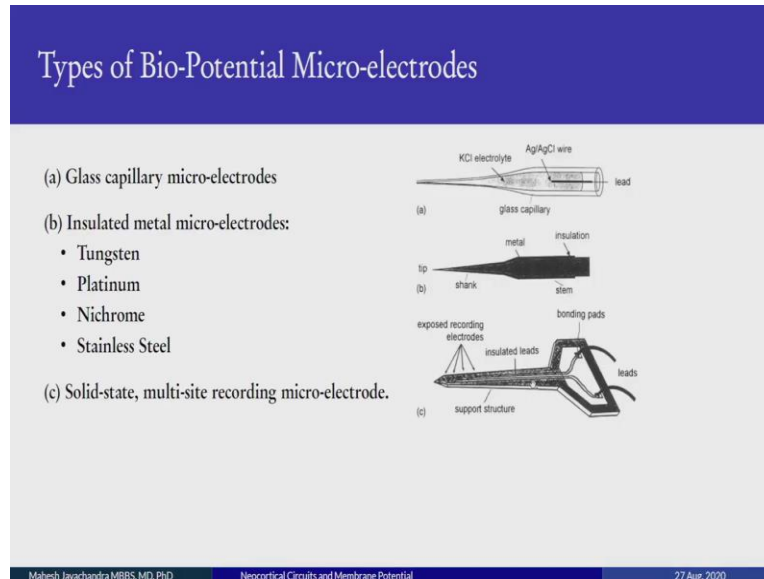 Types of Bio-Potential Micro-electrodes
(a) Glass capillary micro-electrodes
(b) Insulated metal micro-electrodes:
• Tungsten
• Platinum
• Nichrome
• Stainless Steel
(c) Solid-state, multi-site recording micro-electrode.
Ag/AgCl wire
KCl electrolyte
lead
glass capillary
(a)
insulation
metal
tip
shank
stem
(b)
bonding pads
exposed recording
electrodes
insulated leads
leads
support structure
(c)
Mahesh Jayachandra MBBS, MD, PhD
Neocortical Circuits and Membrane Potential
27 Aug, 2020